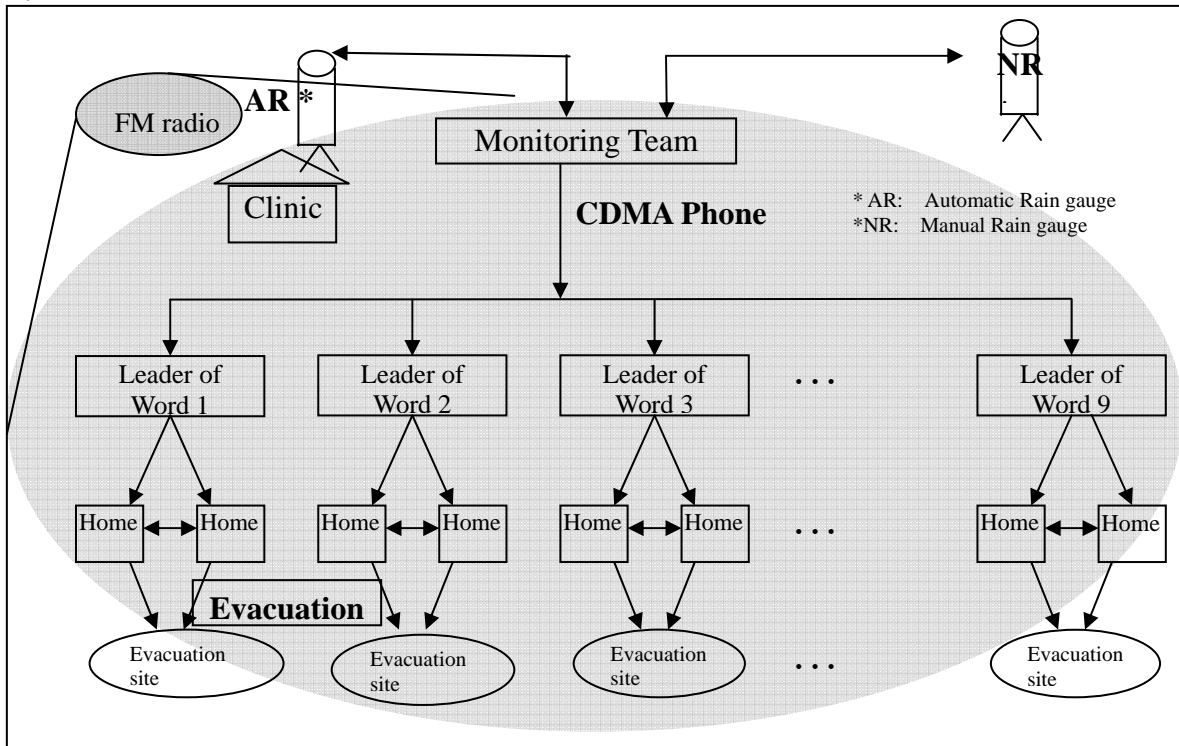 NR
AR *
FM radio
Monitoring Team
Clinic
CDMA Phone
* AR: Automatic Rain gauge
*NR: Manual Rain gauge
Leader of
Word 1
Leader of
Word 2
Leader of
Word 3
. . .
Leader of
Word 9
Home
Home
Home
Home
Home
Home
. . .
Home
Home
Evacuation
Evacuation
site
Evacuation
site
Evacuation
site
. . .
Evacuation
site